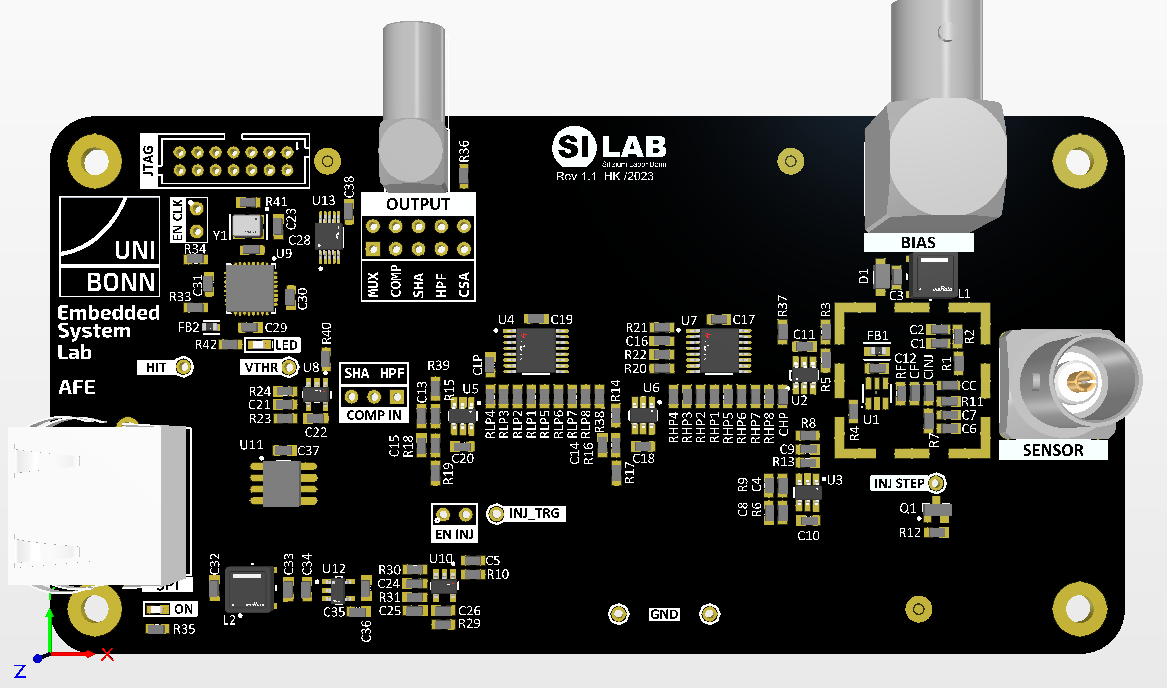 JTAG
SI LAB
Silizium Labor Bonn
Rev 1.1 HK /2023
R36
C38
U13
R41
EN CLK
C23
Y1
C28
OUTPUT
UNI
BONN
R34
U9
MUX
COMP
SHA
HPF
CSA
BIAS
C31
R33
C30
D1
C3
L1
Embedded
System
Lab
FB2
C29
R42
LED
R40
U4
C19
R21
C16
R22
R20
U7
C17
R37
R3
C11
FB1
C2
C1
R2
HIT
VTHR
U8
AFE
SHA HPF
COMP IN
R24
C21
R23
C22
R39
C13
R15
CLP
U5
R14
U6
U2
R5
RF
C12
CF
CINJ
R1
CC
R11
C7
C6
U1
R4
R7
RLP4
RLP3
RLP2
RLP1
RLP5
RLP6
RLP7
RLP8
R38
RHP4
RHP3
RHP2
RHP1
RHP5
RHP6
RHP7
RHP8
CHP
R8
C9
R13
U11
C37
C15
R18
C20
R19
C14
R16
R17
C18
SENSOR
R9
C4
U3
C8
R6
C10
INJ STEP
Q1
R12
INJ_TRG
EN INJ
SPI
C32
C33
C34
U12
R30
C24
R31
C25
U10
C5
R10
C26
R29
C35
C36
L2
ON
R35
GND
X
Z